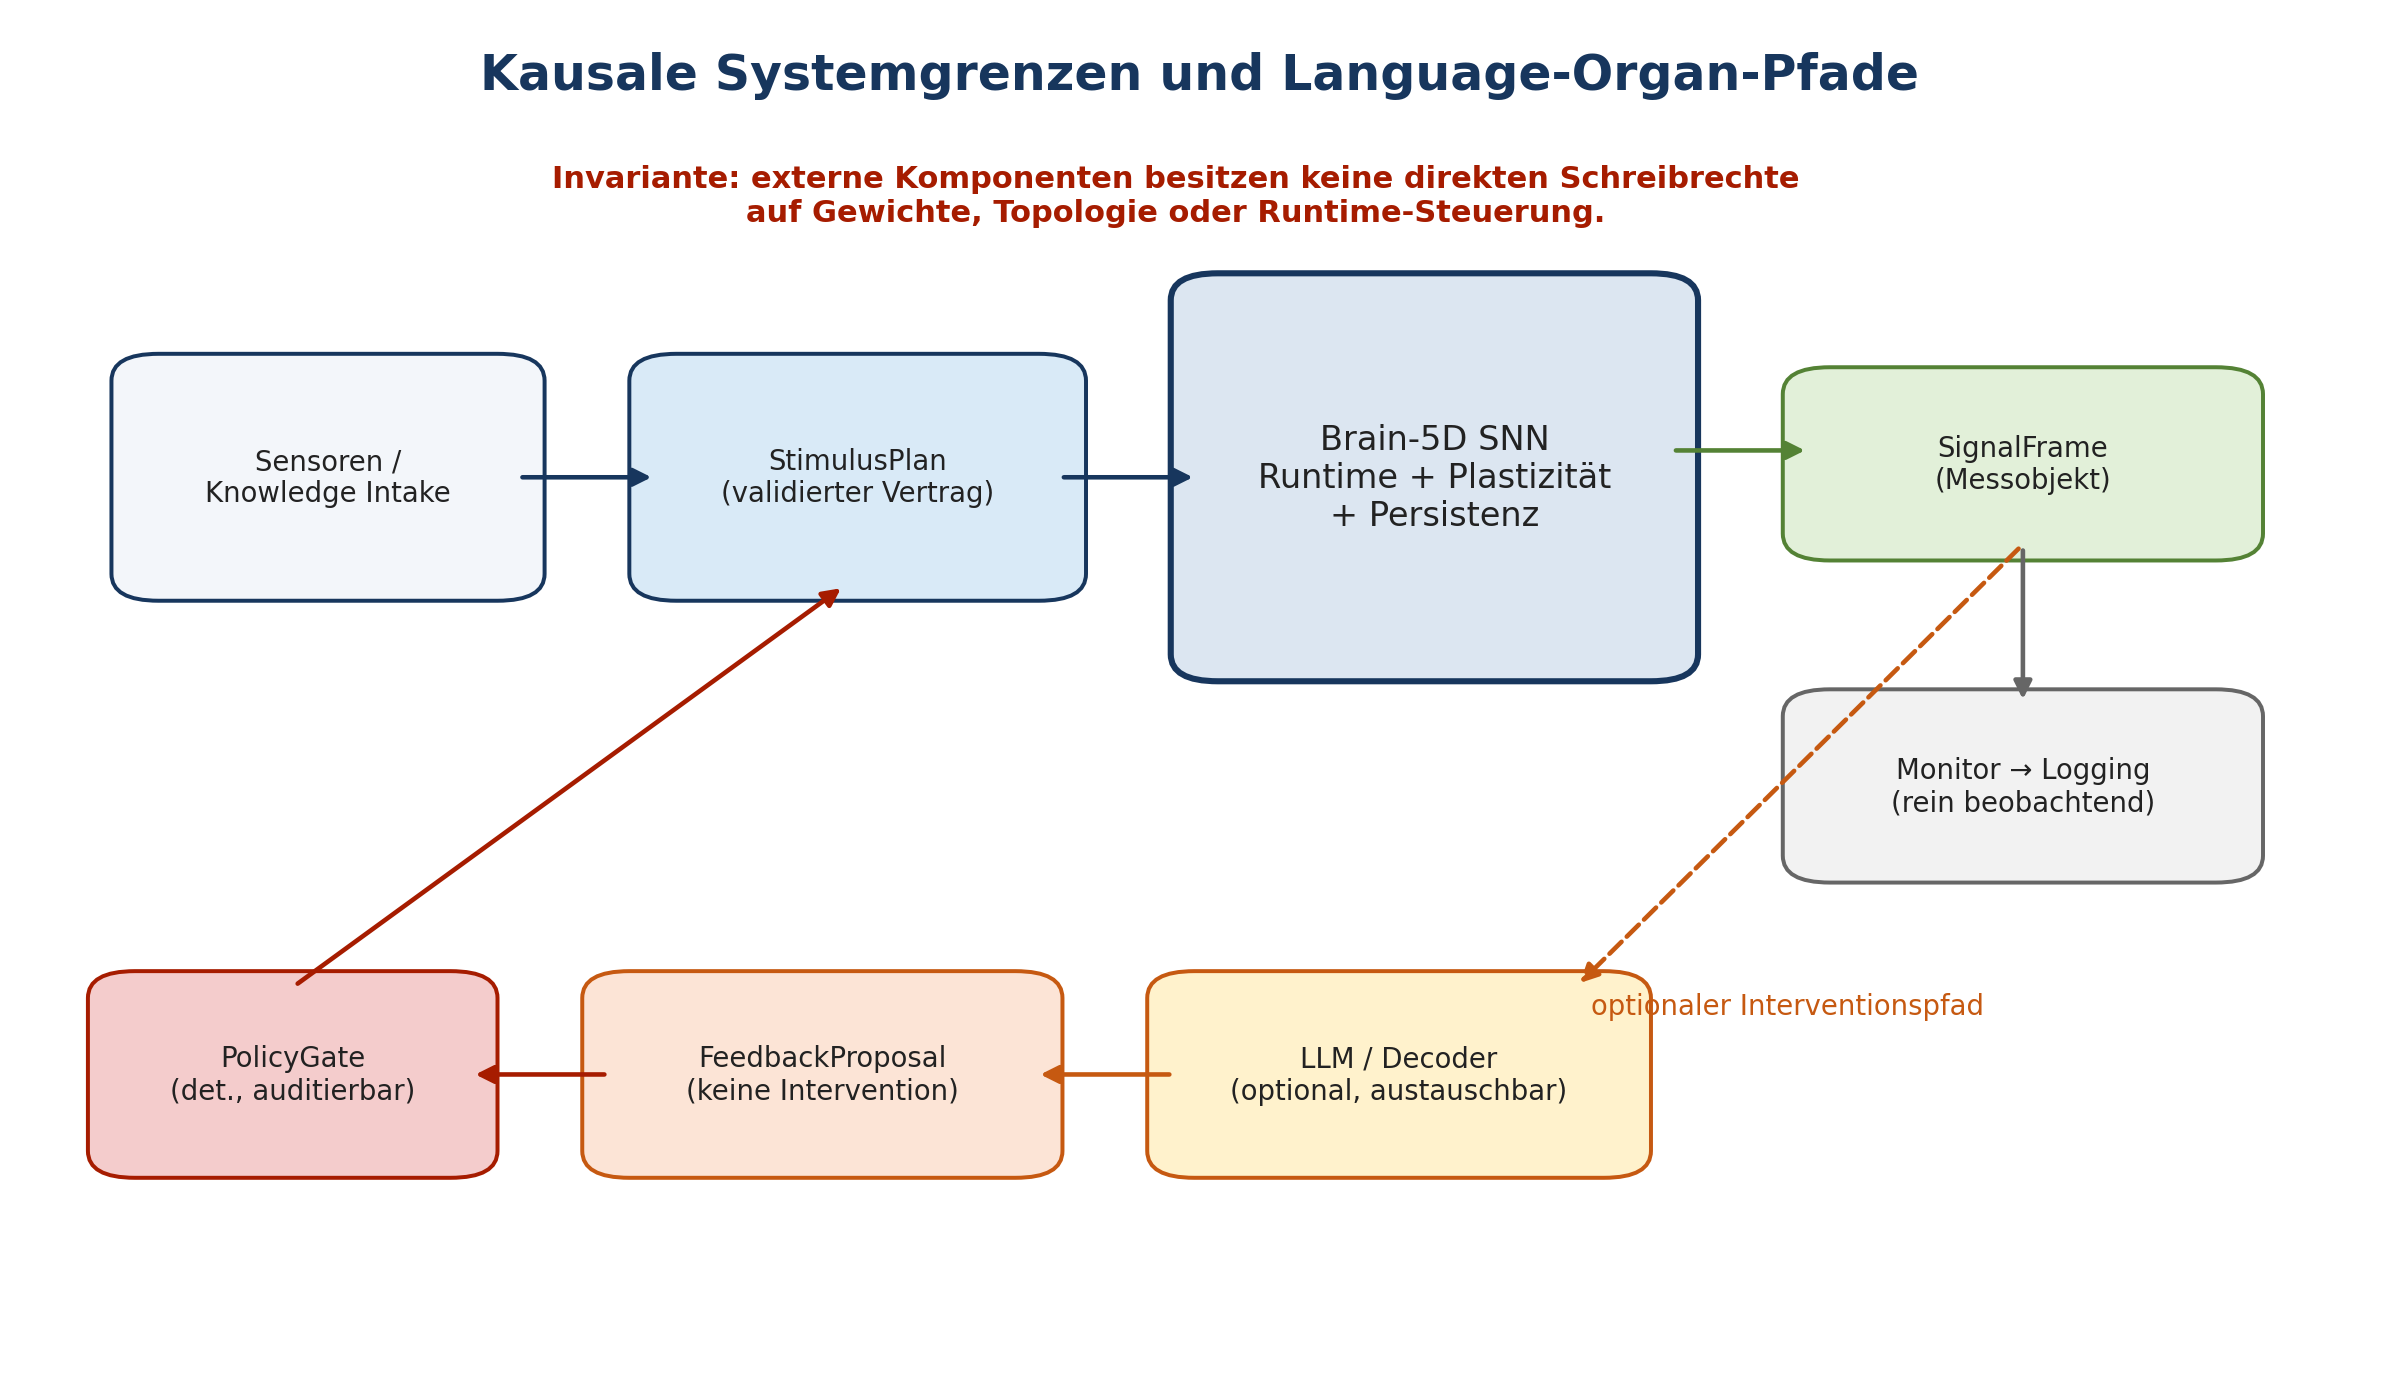 Kausale Systemgrenzen und Language-Organ-Pfade
Invariante: externe Komponenten besitzen keine direkten Schreibrechte
auf Gewichte, Topologie oder Runtime-Steuerung.
Sensoren /
Knowledge Intake
StimulusPlan
(validierter Vertrag)
Brain-5D SNN
Runtime + Plastizität
+ Persistenz
SignalFrame
(Messobjekt)
Monitor → Logging
(rein beobachtend)
optionaler Interventionspfad
PolicyGate
(det., auditierbar)
FeedbackProposal
(keine Intervention)
LLM / Decoder
(optional, austauschbar)